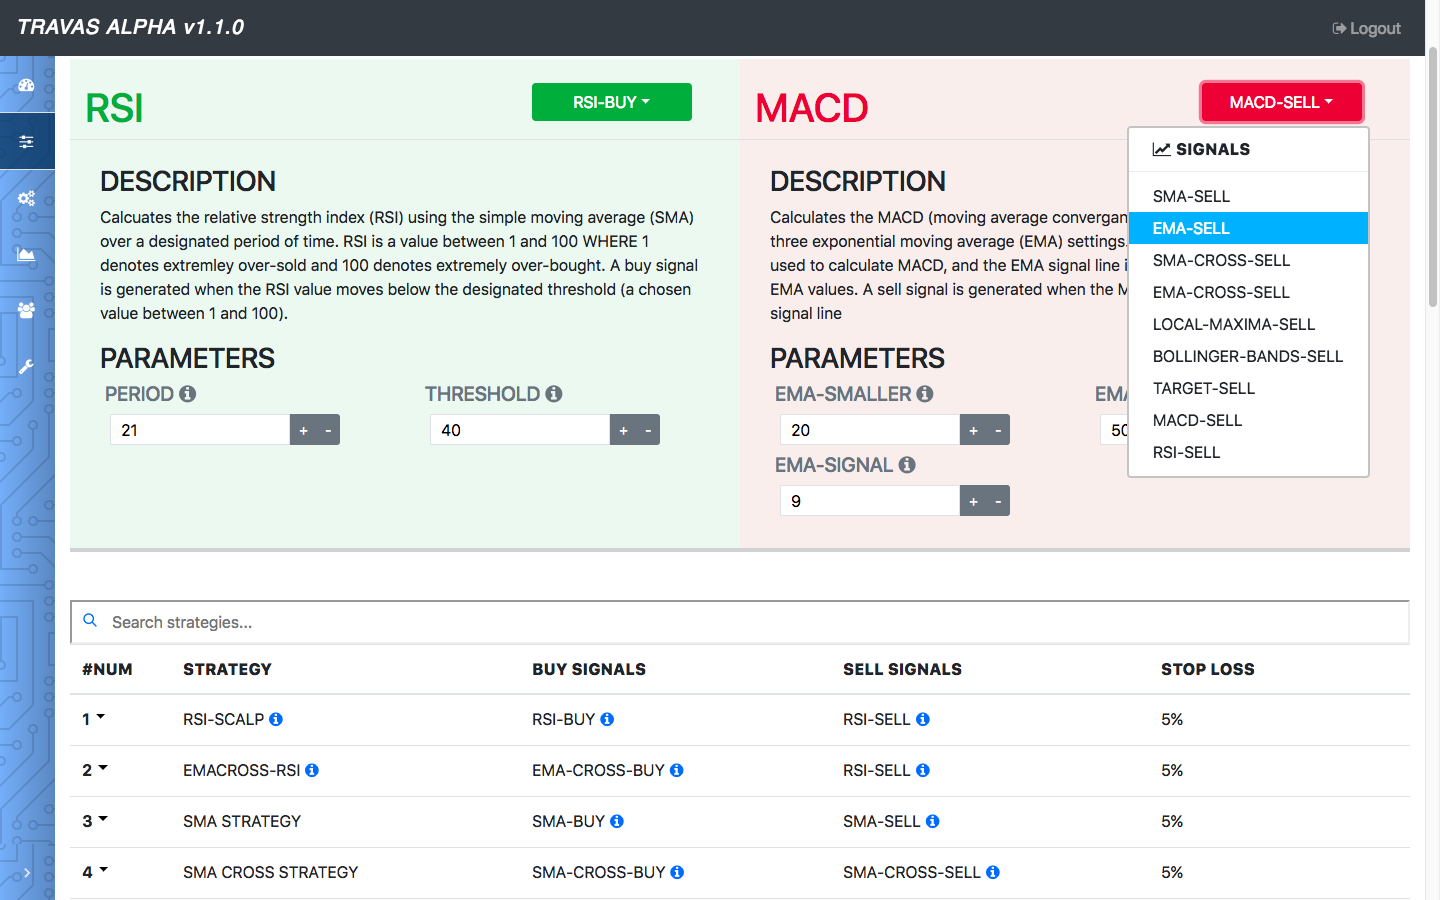 TRAVAS ALPHA v1.1.0
Logout
RSI
RSI-BUY
DESCRIPTION
Calcuates the relative strength index (RSI) using the simple moving average (SMA)
over a designated period of time. RSI is a value between 1 and 100 WHERE 1
denotes extremley over-sold and 100 denotes extremely over-bought. A buy signal
is generated when the RSI value moves below the designated threshold (a chosen
value between 1 and 100).
PARAMETERS
PERIOD
THRESHOLD
21 + -
40 + -
MACD
MACD-SELL
DESCRIPTION
Calculates the MACD (moving average
three exponential moving average (EMA) settings.
used to calculate MACD, and the EMA signal line
EMA values. A sell signal is generated when the
signal line
PARAMETERS
EMA-SMALLER
20 + -
50
EMA-SIGNAL
9 + -
SIGNALS
SMA-SELL
EMA-SELL
SMA-CROSS-SELL
EMA-CROSS-SELL
LOCAL-MAXIMA-SELL
BOLLINGER-BANDS-SELL
TARGET-SELL
MACD-SELL
RSI-SELL
Search strategies...
#NUM STRATEGY BUY SIGNALS SELL SIGNALS STOP LOSS
1 RSI-SCALP RSI-BUY RSI-SELL 5%
2 EMACROSS-RSI EMA-CROSS-BUY RSI-SELL 5%
3 SMA STRATEGY SMA-BUY SMA-SELL 5%
4 SMA CROSS STRATEGY SMA-CROSS-BUY SMA-CROSS-SELL 5%